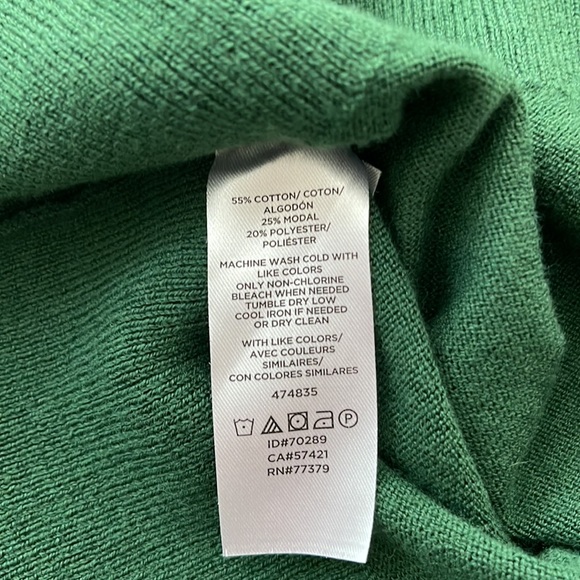 55% COTTON/ COTON/
ALGODÓN
25% MODAL
20% POLYESTER/
POLIÉSTER
MACHINE WASH COLD WITH
LIKE COLORS
ONLY NON-CHLORINE
BLEACH WHEN NEEDED
TUMBLE DRY LOW
COOL IRON IF NEEDED
OR DRY CLEAN
WITH LIKE COLORS/
AVEC COULEURS
SIMILAIRES/
CON COLORES SIMILARES
474835
P
ID#70289
CA#57421
RN#77379